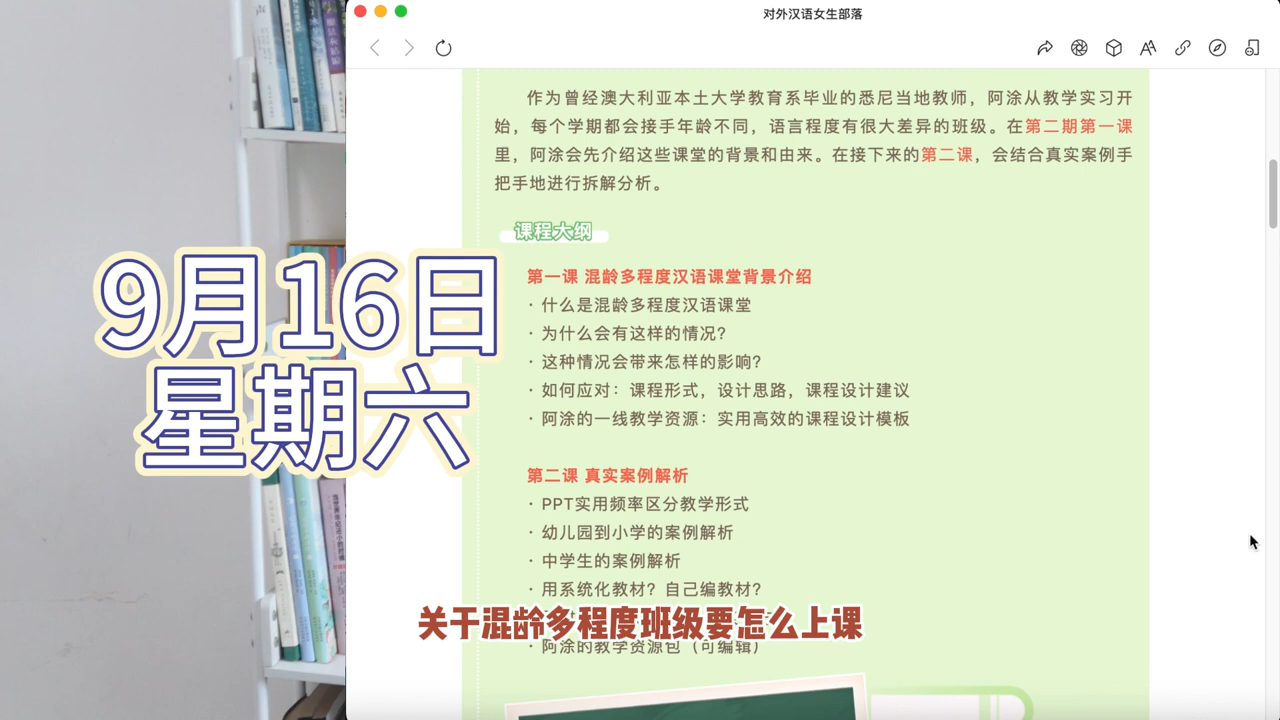 对外汉语女生部落
作为曾经澳大利亚本土大学教育系毕业的悉尼当地教师，阿涂从教学实习开
始，每个学期都会接手年龄不同，语言程度有很大差异的班级。在第二期第一课
里，阿涂会先介绍这些课堂的背景和由来。在接下来的第二课，会结合真实案例手
把手地进行拆解分析。
课程大纲
第一课 混龄多程度汉语课堂背景介绍
· 什么是混龄多程度汉语课堂
· 为什么会有这样的情况？
· 这种情况会带来怎样的影响？
· 如何应对：课程形式，设计思路，课程设计建议
· 阿涂的一线教学资源：实用高效的课程设计模板
第二课 真实案例解析
· PPT实用频率区分教学形式
· 幼儿园到小学的案例解析
· 中学生的案例解析
· 用系统化教材？自己编教材？
· 阿涂的教学资源包（可编辑）
9月16日
星期六
关于混龄多程度班级要怎么上课